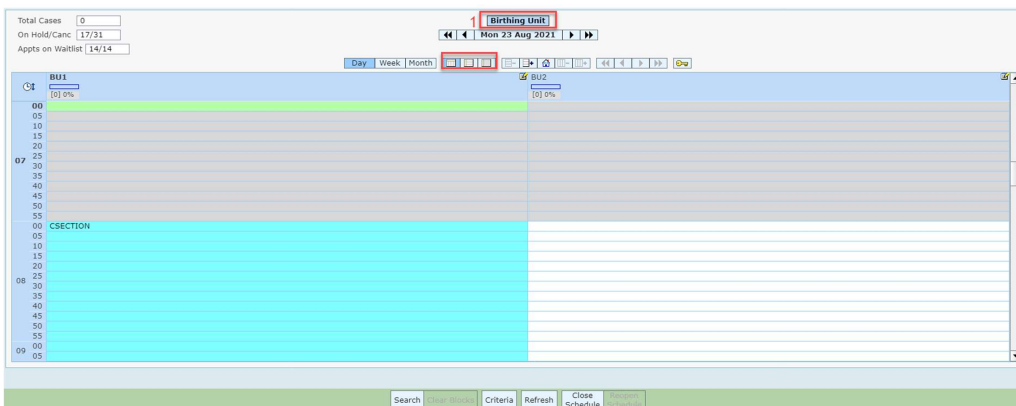 Total Cases 0
1 Birthing Unit
On Hold/Canc 17/31
Mon 23 Aug 2021
Appts on Waitlist 14/14
Day Week Month
BU1 BU2
[0] 0% [0] 0%
00
05
10
15
20
07 25
30
35
40
45
50
55
00 CSECTION
05
10
15
20
08 25
30
35
40
45
50
55
09 00
05
Search Clear Blocks Criteria Refresh Close Schedule Reopen Schedule